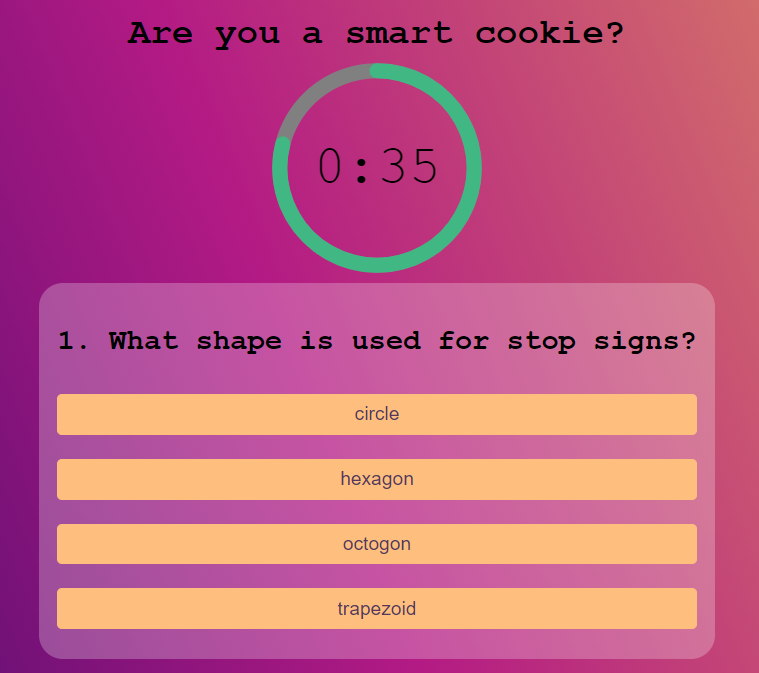 Are you a smart cookie?
0:35
1. What shape is used for stop signs?
circle
hexagon
octogon
trapezoid